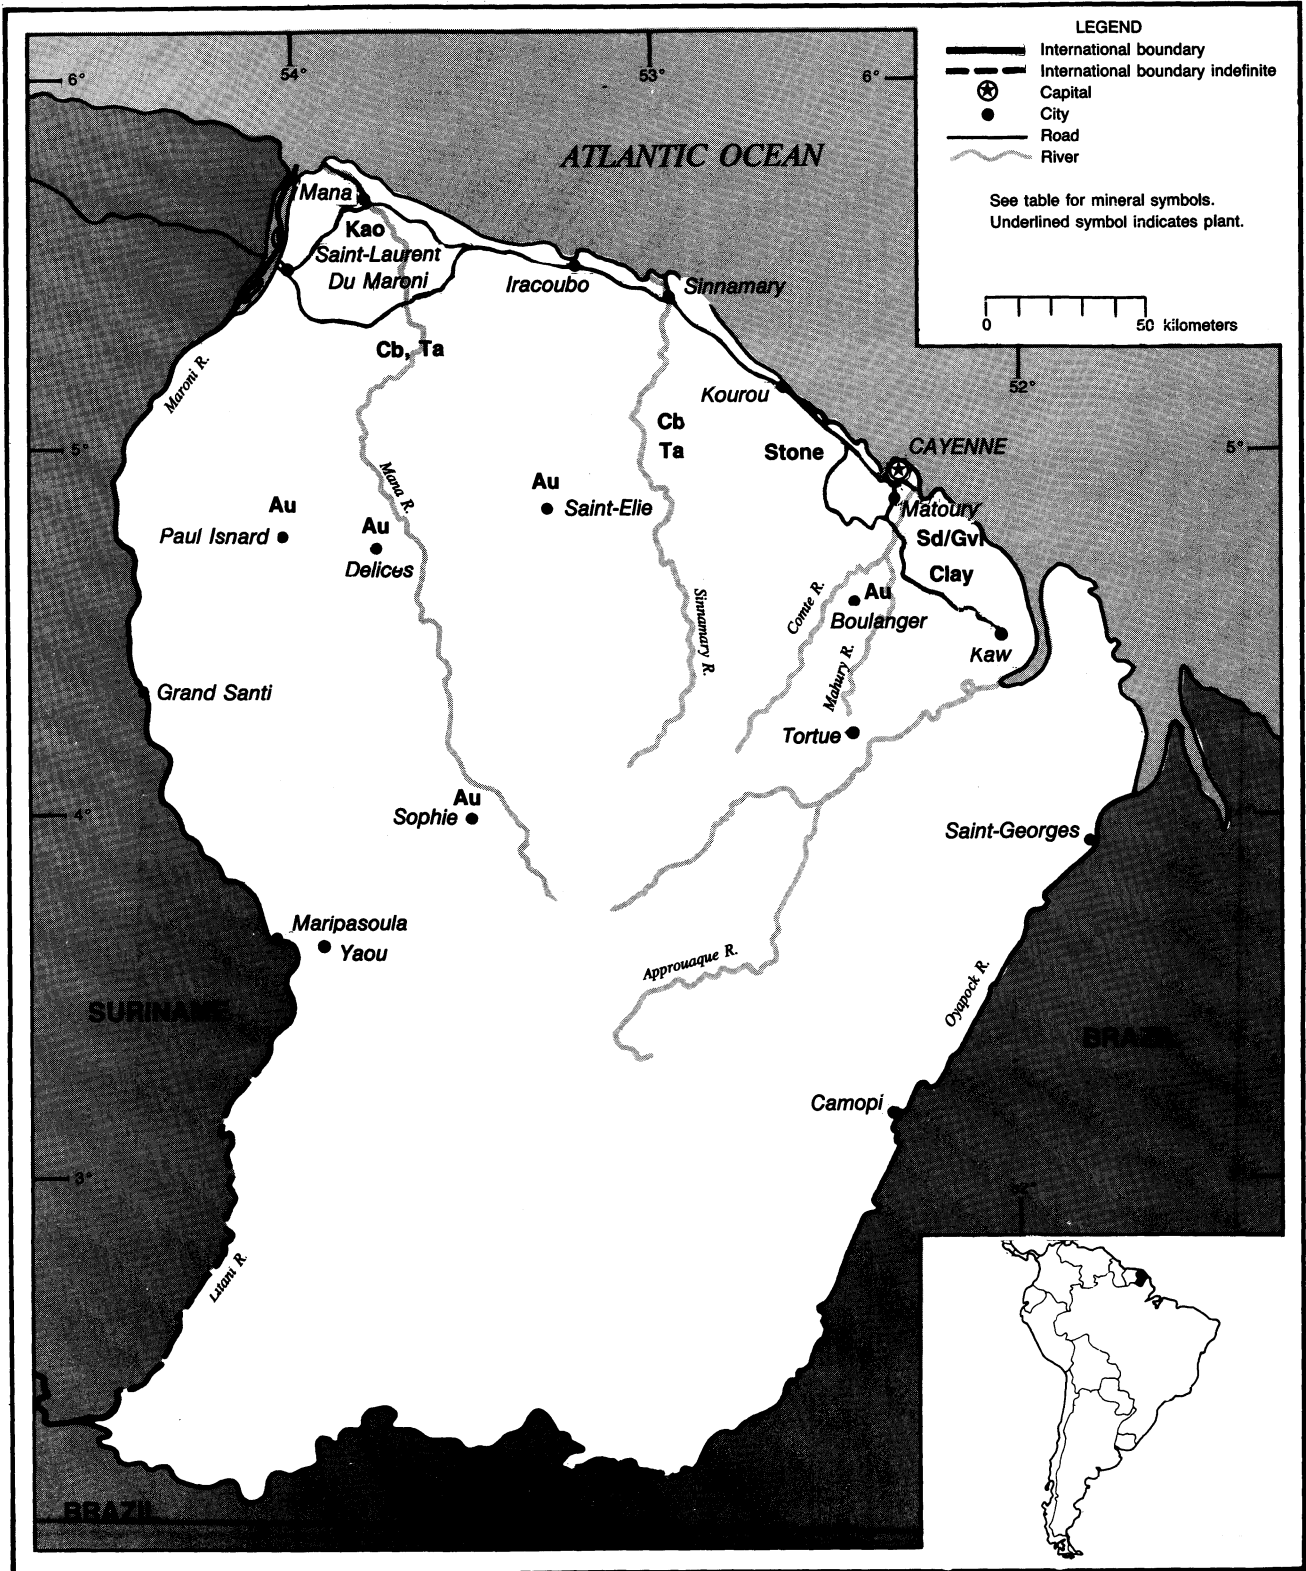 LEGEND
International boundary
International boundary indefinite
Capital
City
Road
River
See table for mineral symbols.
Underlined symbol indicates plant.
0 50 kilometers
54°
53°
6°
6°
ATLANTIC OCEAN
Mana
Kao
Saint-Laurent
Du Maroni
Iracoubo
Sinnamary
Cb, Ta
Maroni R.
52°
Kourou
Cb
Ta
Stone
CAYENNE
5°
5°
Mana R.
Au
Saint-Elie
Au
Paul Isnard
Au
Delices
Matoury
Sd/Gvl
Clay
Comte R.
Au
Boulanger
Sinnamary R.
Kaw
Mahury R.
Grand Santi
Tortue
Au
Sophie
4°
Saint-Georges
Maripasoula
Yaou
Approuaque R.
Oyapock R.
SURINAME
BRAZIL
Camopi
3°
Litani R.
BRAZIL